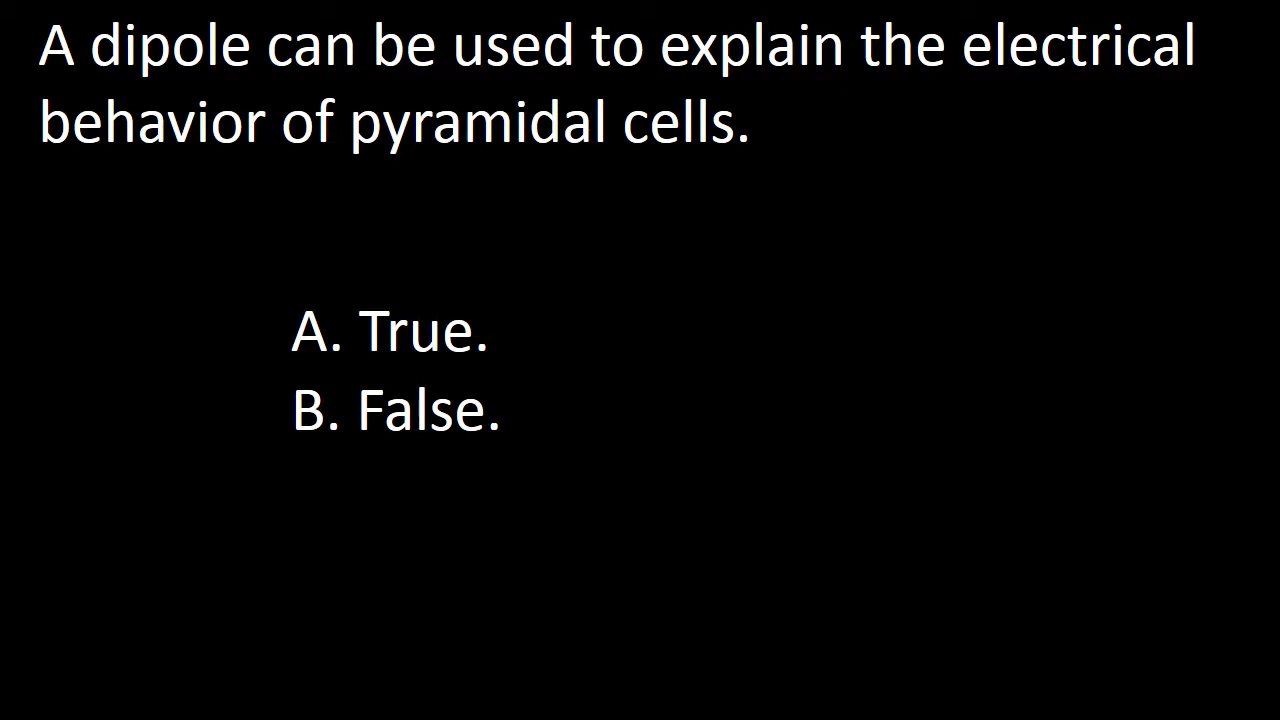 A dipole can be used to explain the electrical
behavior of pyramidal cells.
A. True.
B. False.